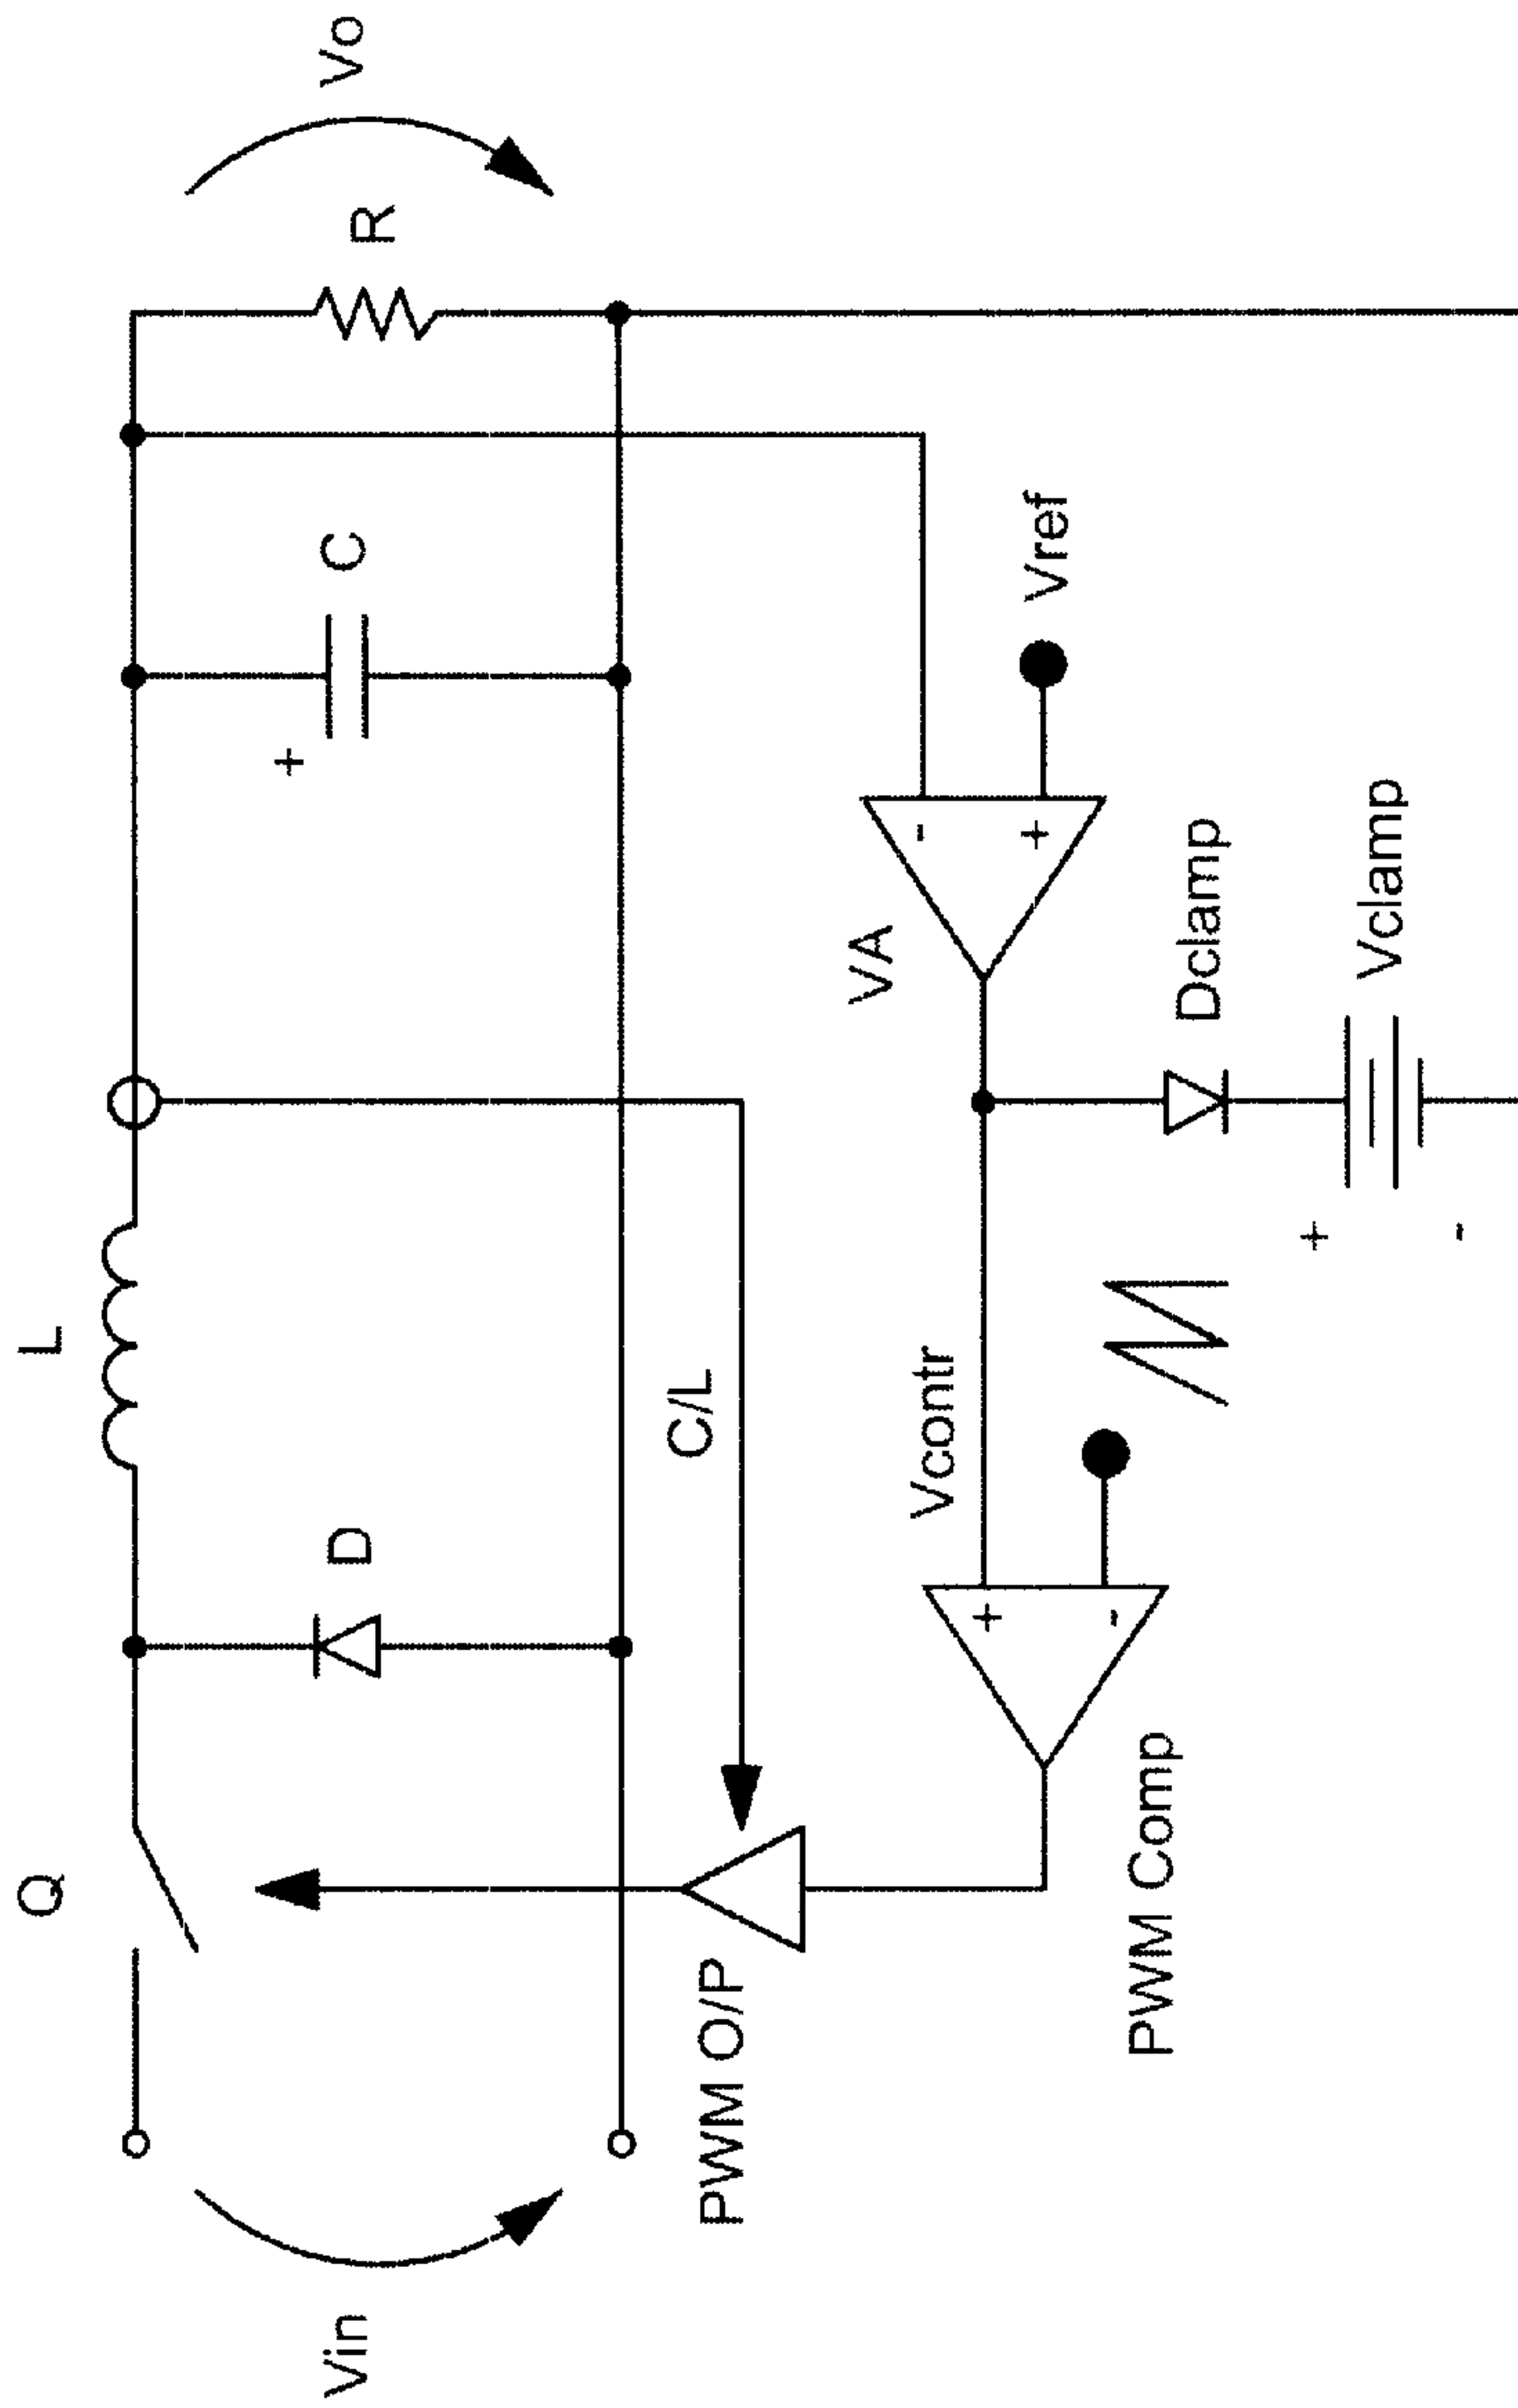 Q
L
D
C
R
+
Vin
Vo
C/L
PWM O/P
Vcontr
VA
-
+
Vref
+
-
PWM Comp
Dclamp
+
Vclamp
-